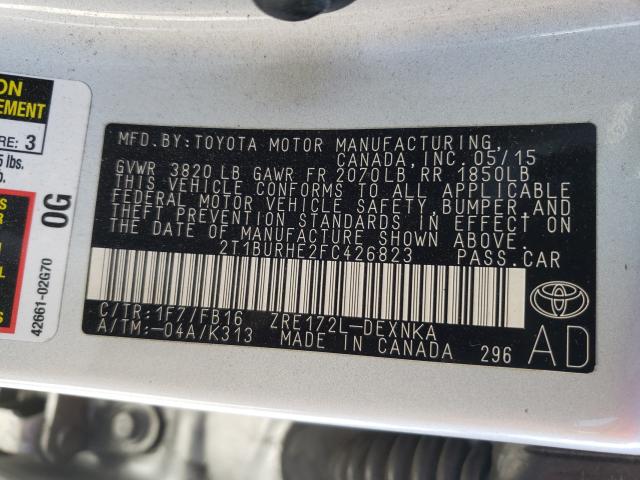 ON
EMENT
RE: 3
5 lbs.
0G
42661-02G70
MFD. BY: TOYOTA MOTOR MANUFACTURING,
CANADA, INC. 05/15
GVWR 3820 LB GAWR FR 2070LB RR 1850LB
THIS VEHICLE CONFORMS TO ALL APPLICABLE
FEDERAL MOTOR VEHICLE SAFETY, BUMPER, AND
THEFT PREVENTION STANDARDS IN EFFECT ON
THE DATE OF MANUFACTURE SHOWN ABOVE.
2T1BURHE2FC426823 PASS. CAR
C/TR: 1F7/FB16 ZRE172L-DEXNKA
A/TM: -04A/K313 MADE IN CANADA 296
AD